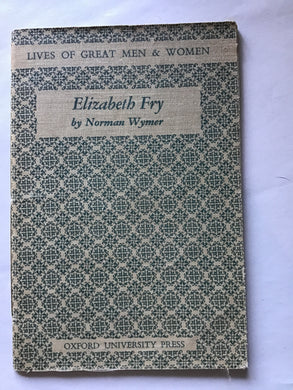 LIVES OF GREAT MEN & WOMEN
Elizabeth Fry
by Norman Wymer
OXFORD UNIVERSITY PRESS